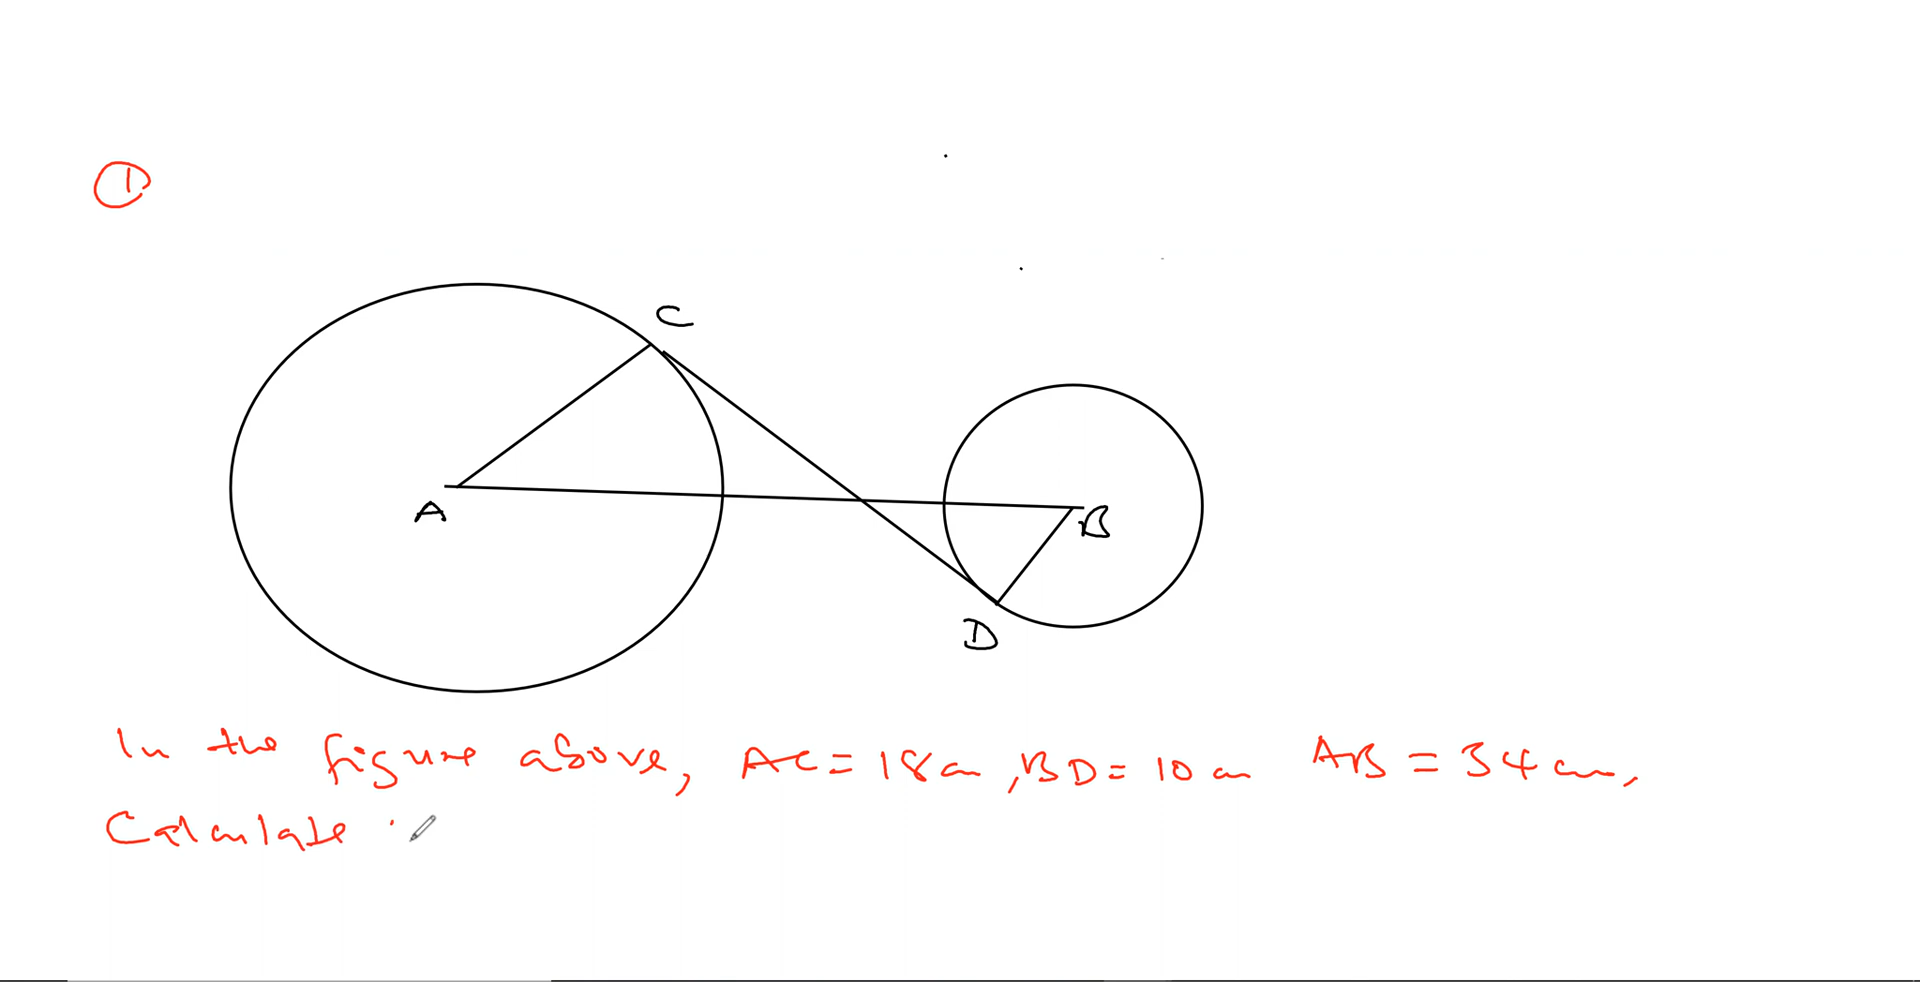 ①
C
A
B
D
In the figure above, AC = 18cm, BD = 10cm AB = 34cm,
Calculate :